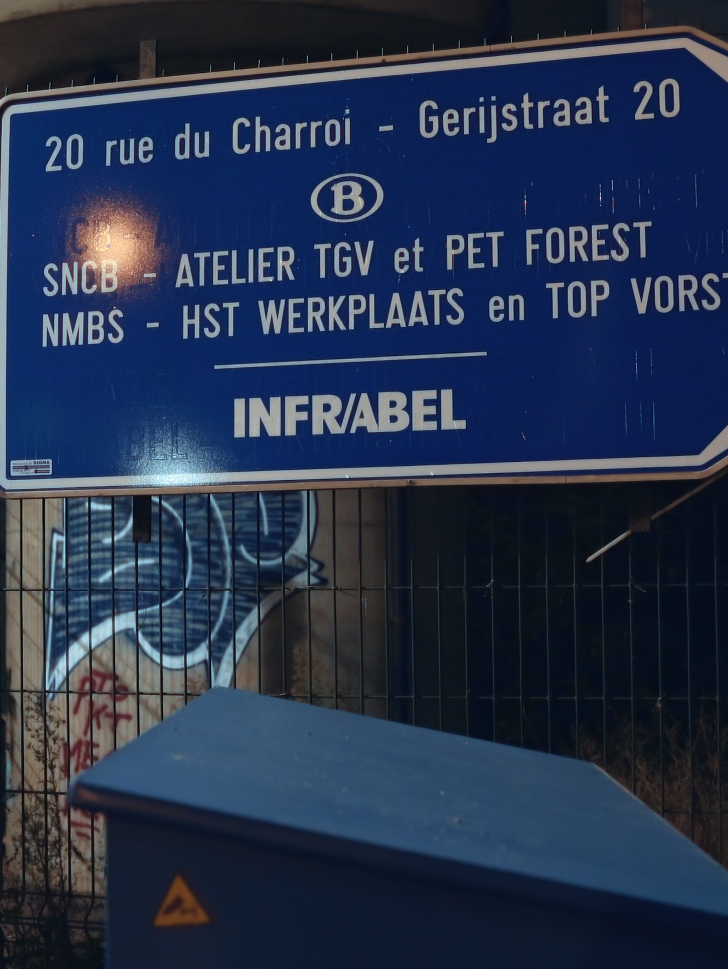 20 rue du Charroi - Gerijstraat 20
B
SNCB - ATELIER TGV et PET FOREST
NMBS - HST WERKPLAATS en TOP VORST
INFRABEL